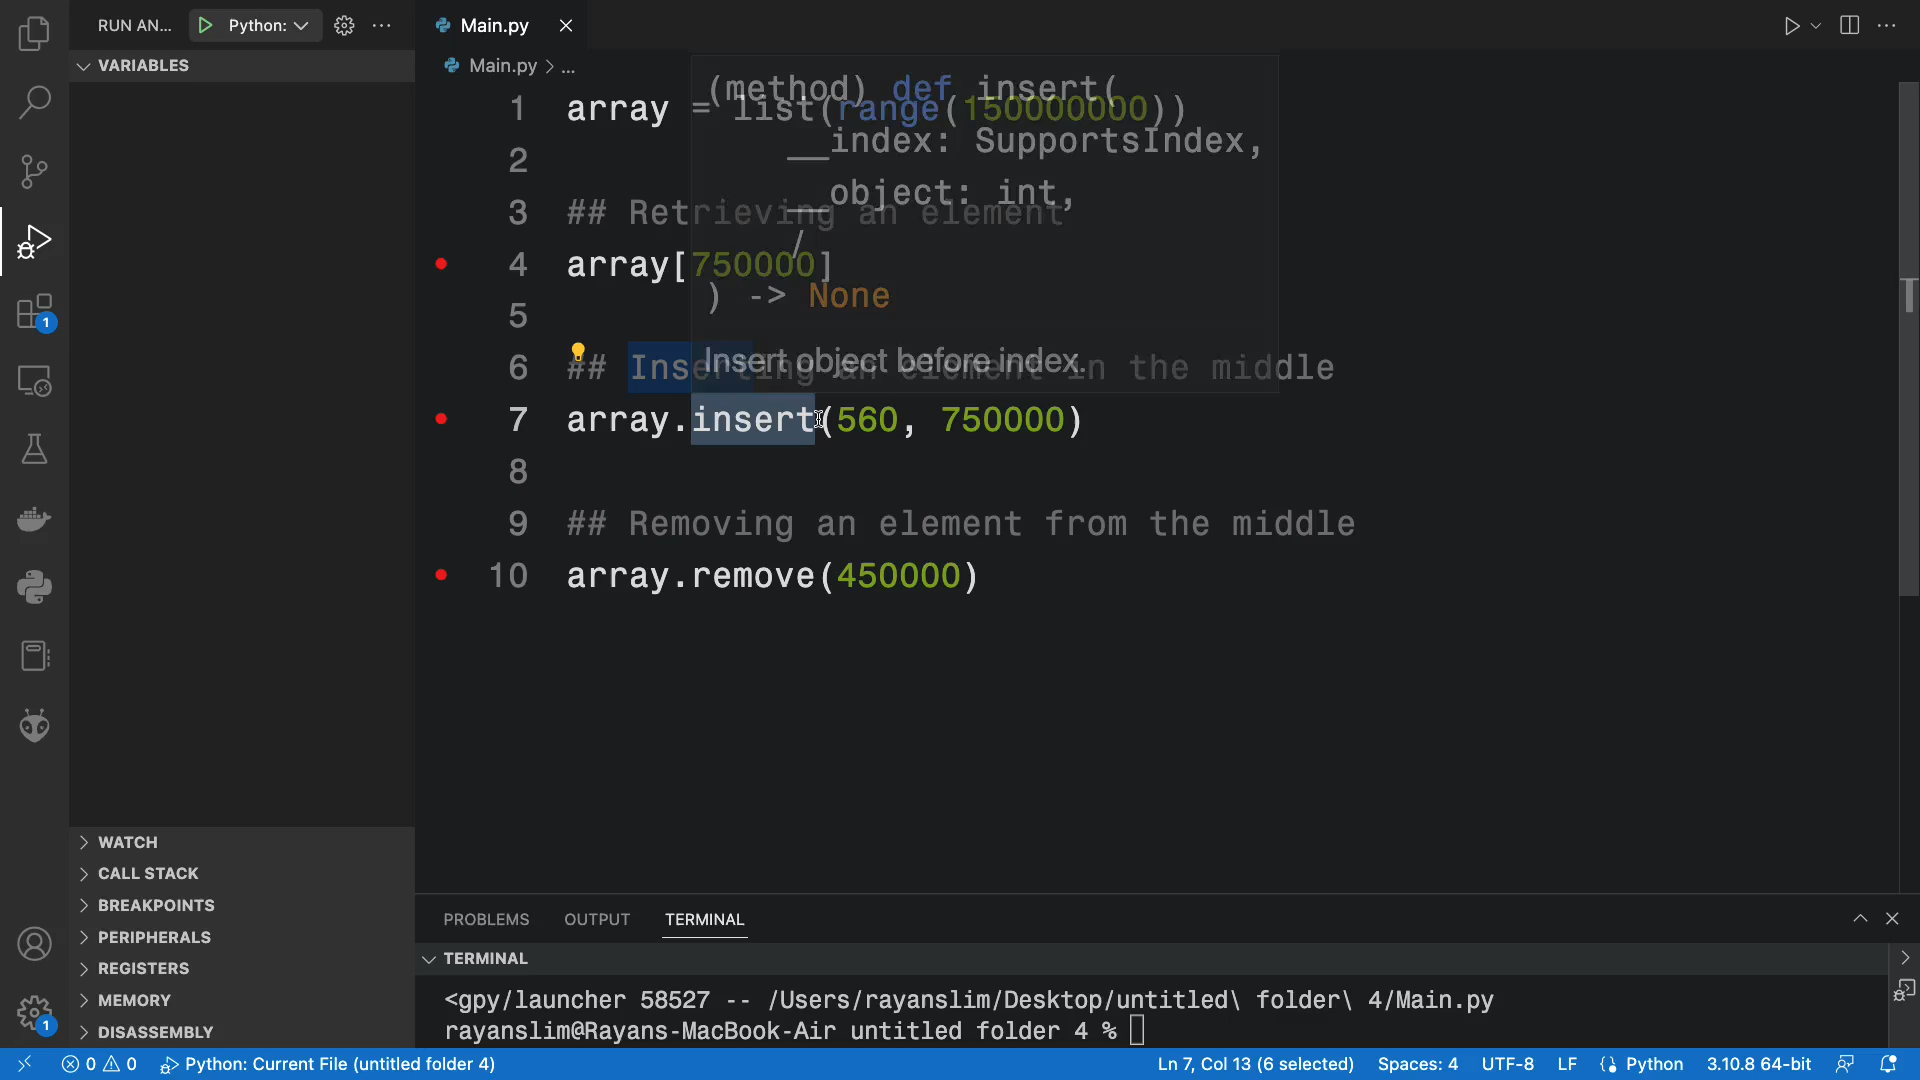 RUN AN... Python:
Main.py
VARIABLES
Main.py > ...
(method) def insert(
__index: SupportsIndex,
__object: int,
/
) -> None
Insert object before index.
1 array = list(range(150000000))
2
3 ## Retrieving an element
4 array[750000]
5
6 ## Inserting an element in the middle
7 array.insert(560, 750000)
8
9 ## Removing an element from the middle
10 array.remove(450000)
WATCH
CALL STACK
BREAKPOINTS
PERIPHERALS
REGISTERS
MEMORY
DISASSEMBLY
PROBLEMS OUTPUT TERMINAL
TERMINAL
<gpy/launcher 58527 -- /Users/rayanslim/Desktop/untitled\ folder\ 4/Main.py
rayanslim@Rayans-MacBook-Air untitled folder 4 %
1
1
0 0 Python: Current File (untitled folder 4) Ln 7, Col 13 (6 selected) Spaces: 4 UTF-8 LF Python 3.10.8 64-bit